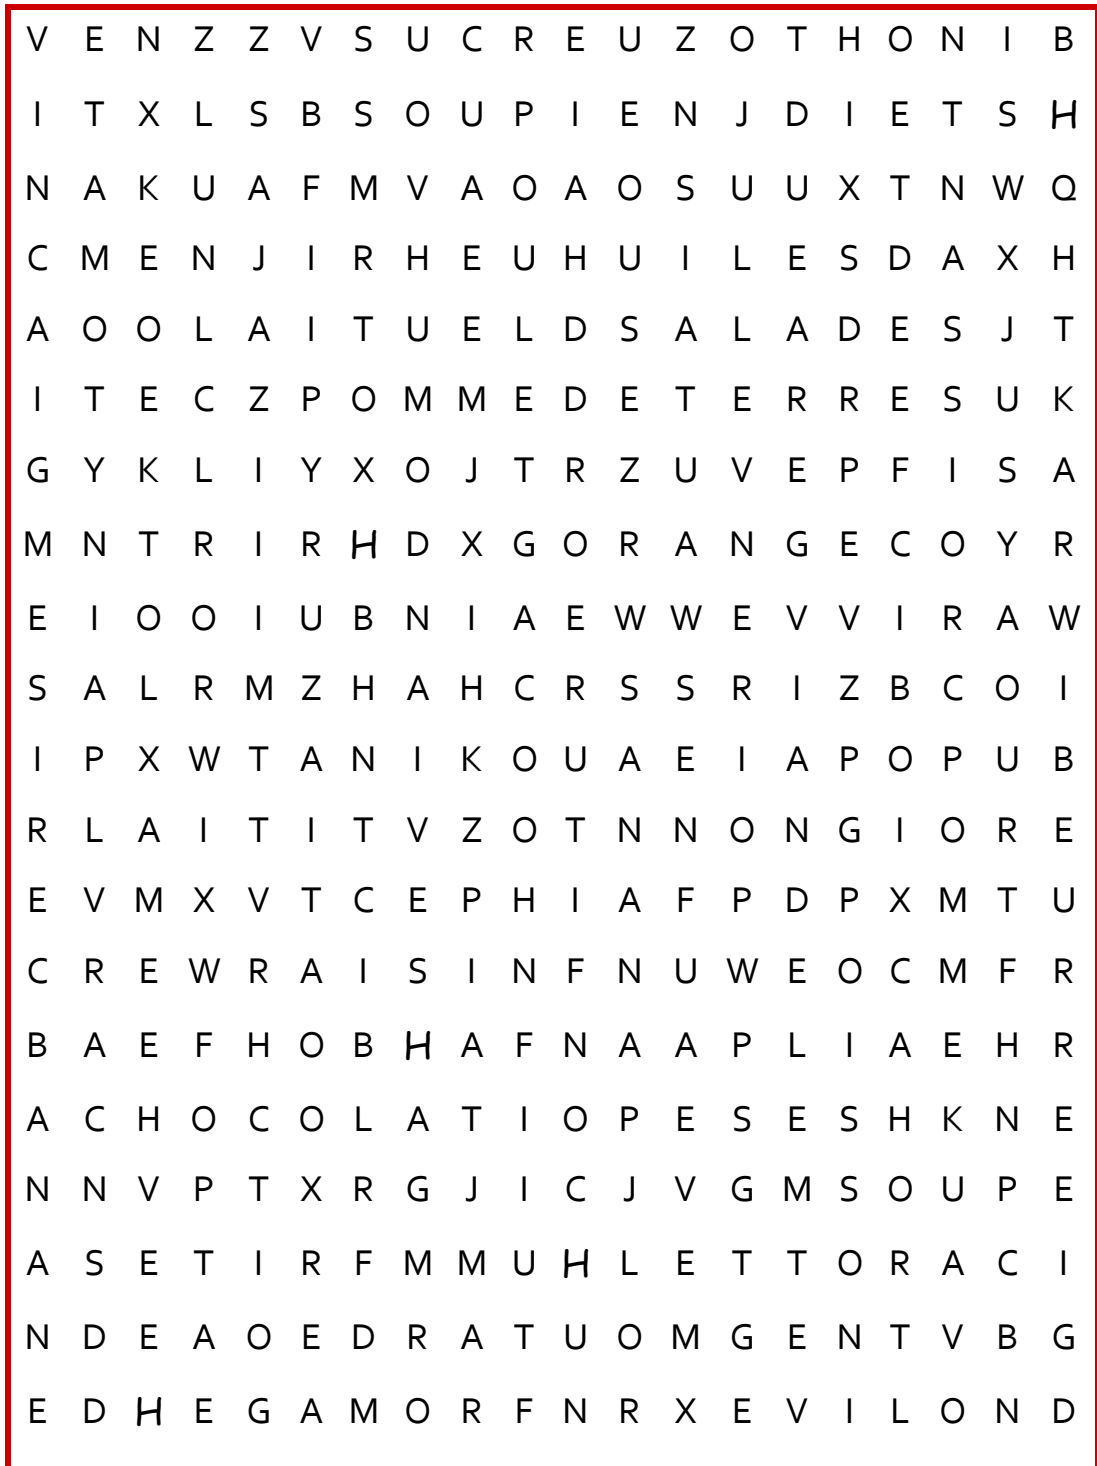 V E N Z Z V S U C R E U Z O T H O N I B
I T X L S B S O U P I E N J D I E T S H
N A K U A F M V A O A O S U U X T N W Q
C M E N J I R H E U H U I L E S D A X H
A O O L A I T U E L D S A L A D E S J T
I T E C Z P O M M E D E T E R R E S U K
G Y K L I Y X O J T R Z U V E P F I S A
M N T R I R H D X G O R A N G E C O Y R
E I O O I U B N I A E W W E V V I R A W
S A L R M Z H A H C R S S R I Z B C O I
I P X W T A N I K O U A E I A P O P U B
R L A I T I T V Z O T N N O N G I O R E
E V M X V T C E P H I A F P D P X M T U
C R E W R A I S I N F N U W E O C M F R
B A E F H O B H A F N A A P L I A E H R
A C H O C O L A T I O P E S E S H K N E
N N V P T X R G J I C J V G M S O U P E
A S E T I R F M M U H L E T T O R A C I
N D E A O E D R A T U O M G E N T V B G
E D H E G A M O R F N R X E V I L O N D